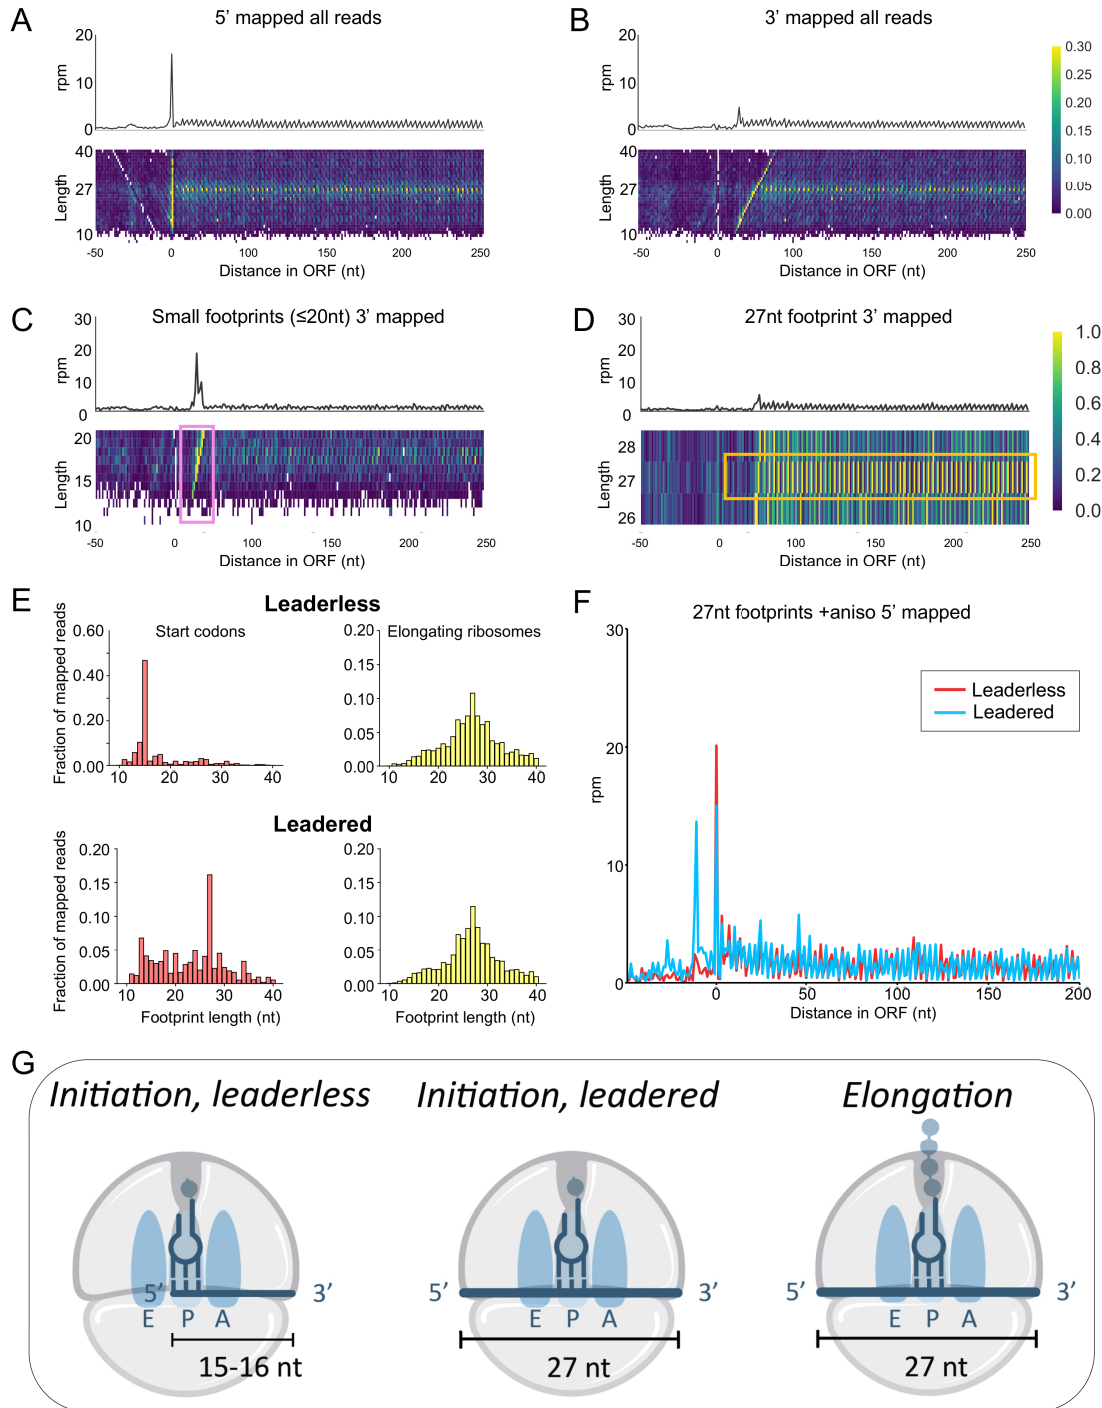 A
5’ mapped all reads
20
10
0
rpm
40
27
10
Length
-50
0
50
100
150
200
250
Distance in ORF (nt)
B
3’ mapped all reads
20
10
0
rpm
40
27
10
Length
-50
0
50
100
150
200
250
Distance in ORF (nt)
0.30
0.25
0.20
0.15
0.10
0.05
0.00
C
Small footprints (≤20nt) 3’ mapped
30
20
10
0
rpm
20
15
10
Length
-50
0
100
150
200
250
Distance in ORF (nt)
D
27nt footprint 3’ mapped
30
20
10
0
rpm
28
27
26
Length
-50
0
100
150
200
250
Distance in ORF (nt)
1.0
0.8
0.6
0.4
0.2
0.0
E
Leaderless
Start codons
Fraction of mapped reads
0.60
0.40
0.20
0.00
10
20
30
40
Elongating ribosomes
0.20
0.15
0.10
0.05
0.00
10
20
30
40
Leadered
Fraction of mapped reads
0.20
0.15
0.10
0.05
0.00
10
20
30
40
Footprint length (nt)
0.20
0.15
0.10
0.05
0.00
10
20
30
40
Footprint length (nt)
F
27nt footprints +aniso 5’ mapped
30
20
10
0
rpm
Leaderless
Leadered
0
50
100
150
200
Distance in ORF (nt)
G
Initiation, leaderless
5’
3’
E P A
15-16 nt
Initiation, leadered
5’
3’
E P A
27 nt
Elongation
5’
3’
E P A
27 nt